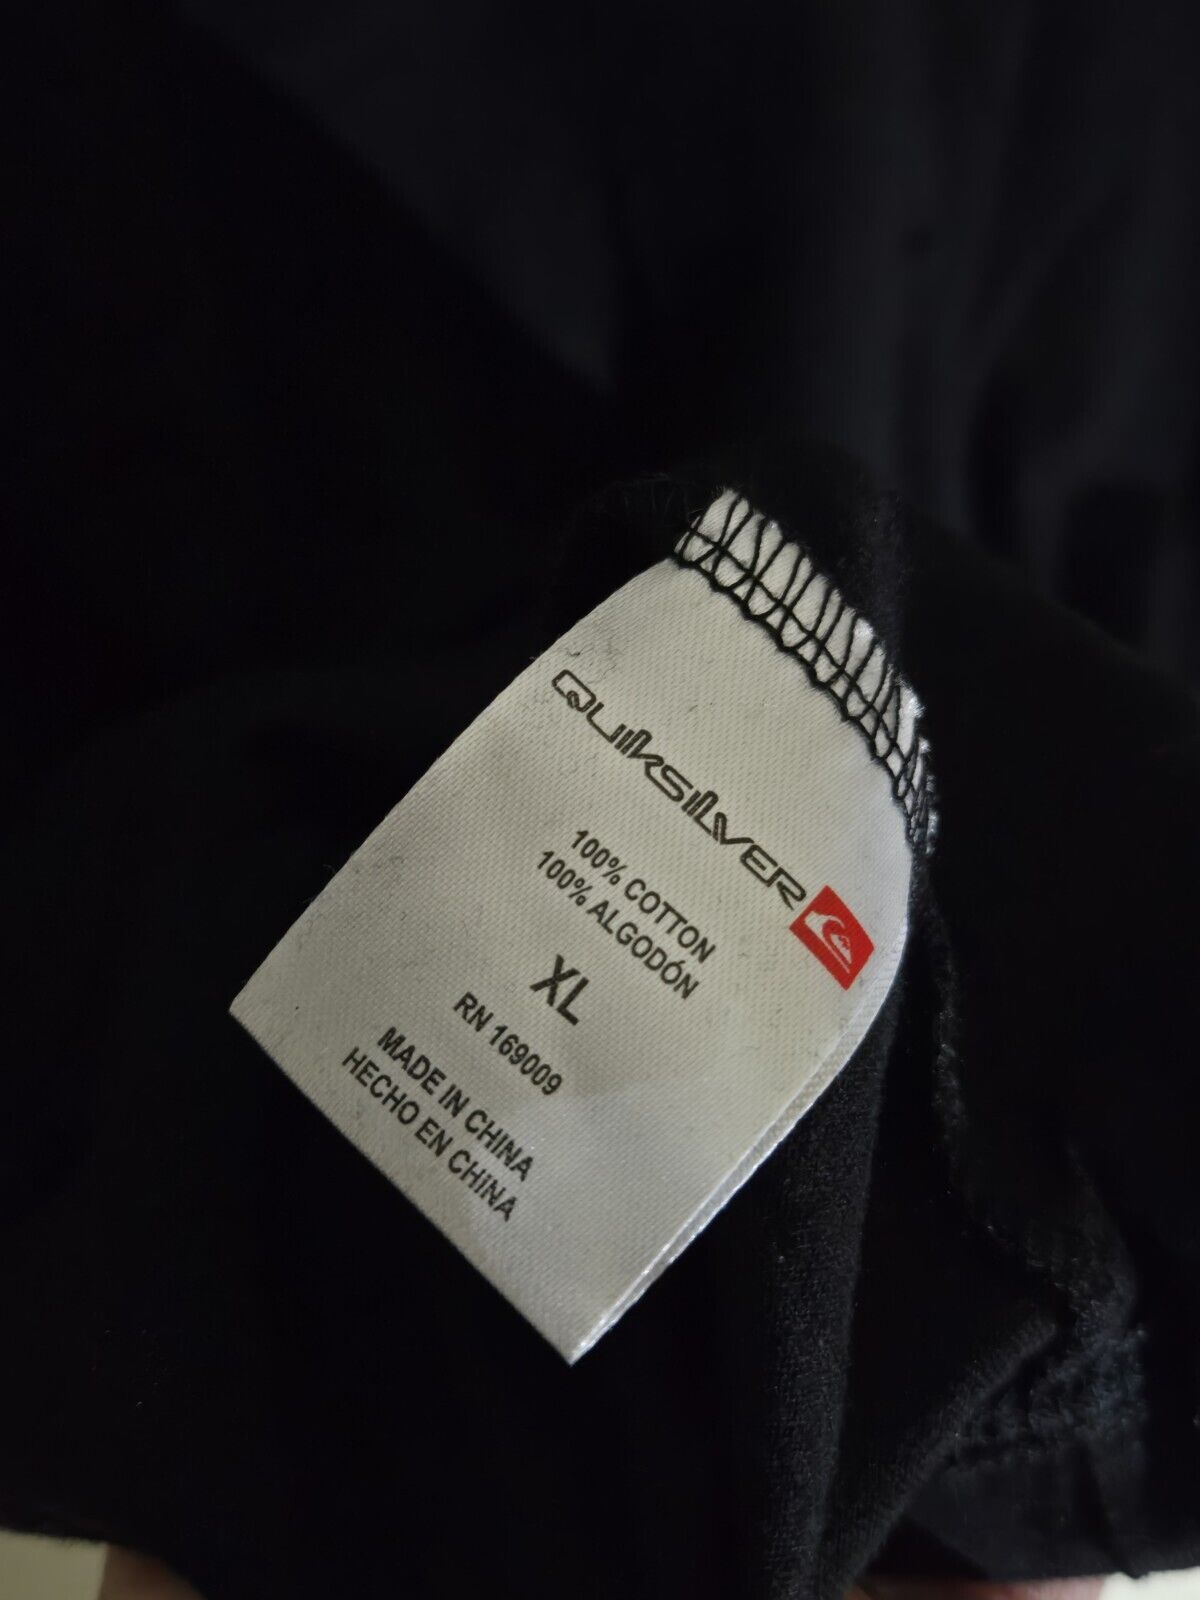 QUIKSILVER
100% COTTON
100% ALGODÓN
XL
RN 169009
MADE IN CHINA
HECHO EN CHINA